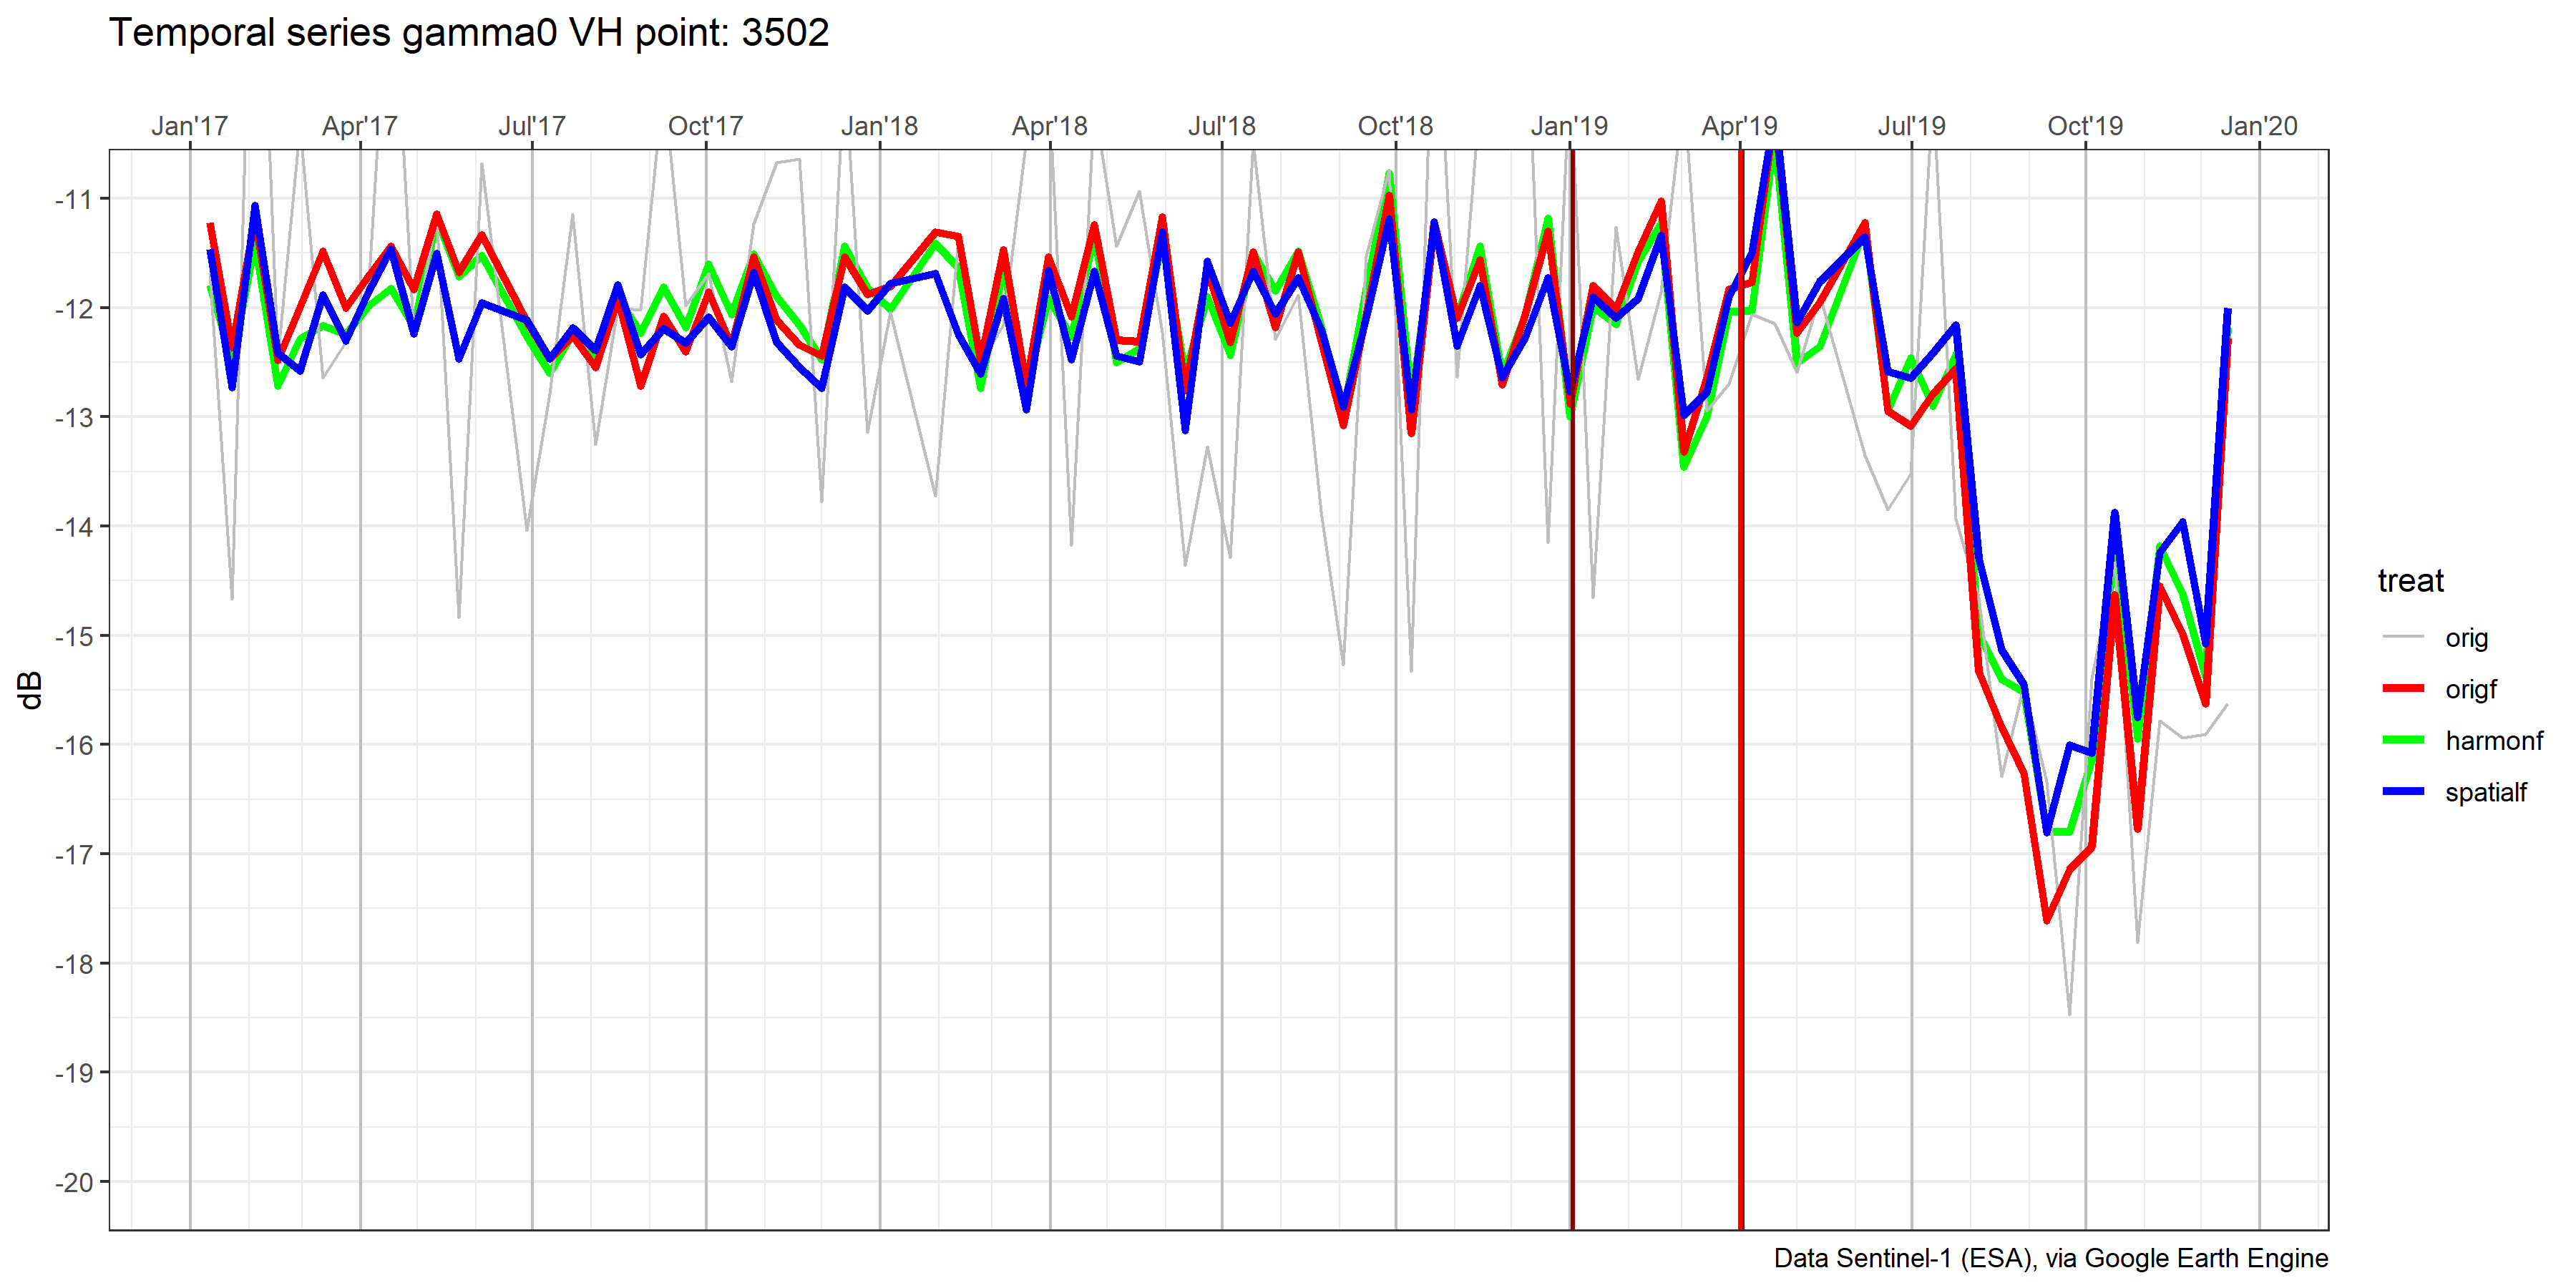 Temporal series gamma0 VH point: 3502
Jan'17 Apr'17 Jul'17 Oct'17 Jan'18 Apr'18 Jul'18 Oct'18 Jan'19 Apr'19 Jul'19 Oct'19 Jan'20
-11
-12
-13
-14
-15
-16
-17
-18
-19
-20
dB
treat
orig
origf
harmonf
spatialf
Data Sentinel-1 (ESA), via Google Earth Engine